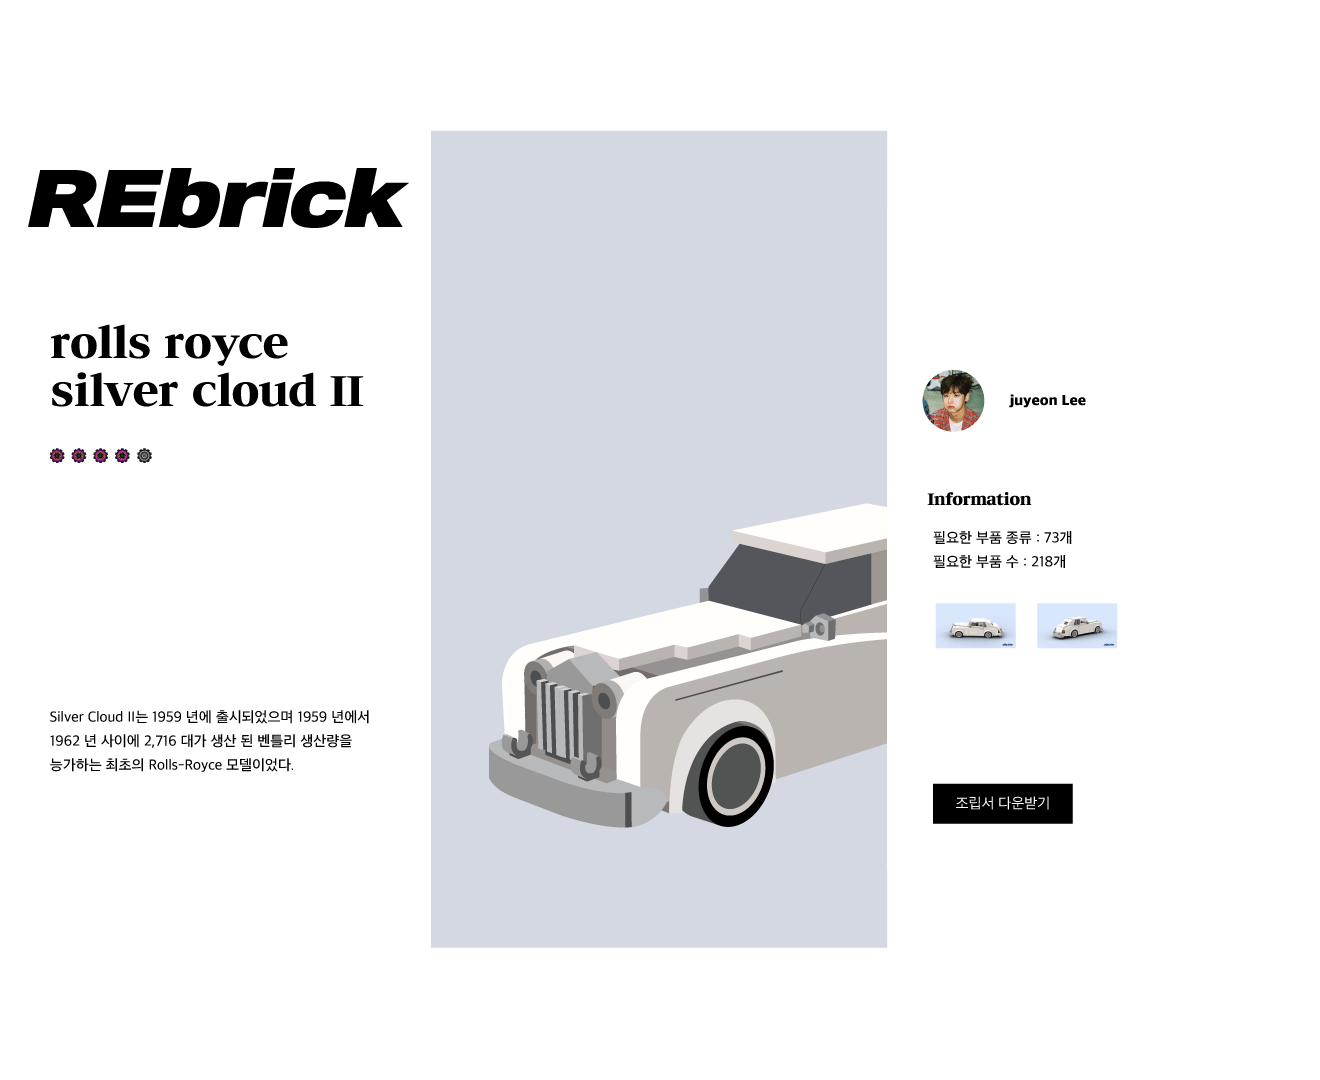 REbrick
rolls royce
silver cloud II
Silver Cloud II는 1959 년에 출시되었으며 1959 년에서
1962 년 사이에 2,716 대가 생산 된 벤틀리 생산량을
능가하는 최초의 Rolls-Royce 모델이었다.
juyeon Lee
Information
필요한 부품 종류 : 73개
필요한 부품 수 : 218개
조립서 다운받기